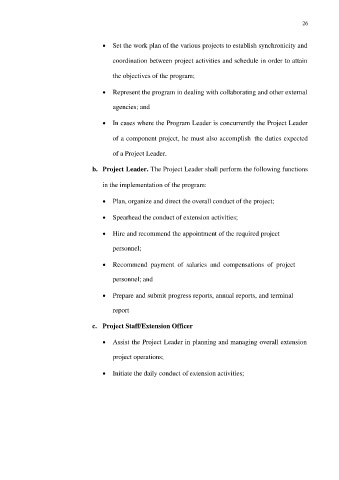 26
• Set the work plan of the various projects to establish synchronicity and
coordination between project activities and schedule in order to attain
the objectives of the program;
• Represent the program in dealing with collaborating and other external
agencies; and
• In cases where the Program Leader is concurrently the Project Leader
of a component project, he must also accomplish the duties expected
of a Project Leader.
b. Project Leader. The Project Leader shall perform the following functions
in the implementation of the program:
• Plan, organize and direct the overall conduct of the project;
• Spearhead the conduct of extension activities;
• Hire and recommend the appointment of the required project
personnel;
• Recommend payment of salaries and compensations of project
personnel; and
• Prepare and submit progress reports, annual reports, and terminal
report
c. Project Staff/Extension Officer
• Assist the Project Leader in planning and managing overall extension
project operations;
• Initiate the daily conduct of extension activities;